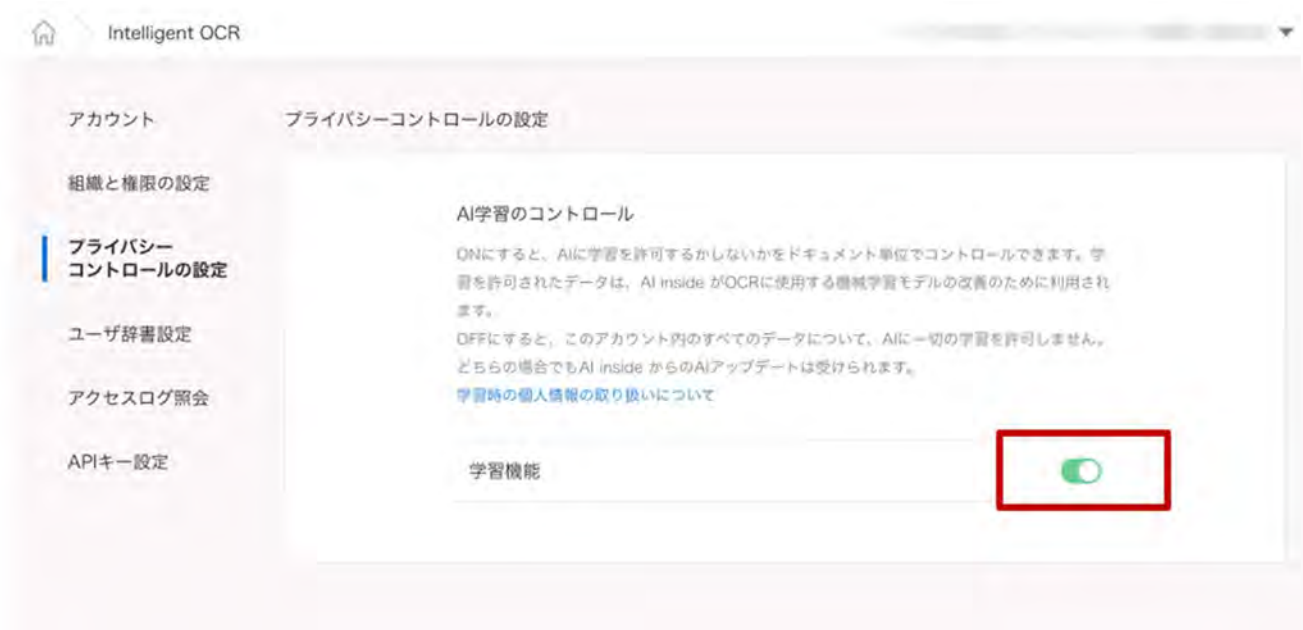 Intelligent OCR
アカウント
組織と権限の設定
プライバシー
コントロールの設定
ユーザ辞書設定
アクセスログ照会
APIキー設定
プライバシーコントロールの設定
AI学習のコントロール
ONにすると、AIに学習を許可するかしないかをドキュメント単位でコントロールできます。学
習を許可されたデータは、AI inside がOCRに使用する機械学習モデルの改善のために利用され
ます。
OFFにすると、このアカウント内のすべてのデータについて、AIに一切の学習を許可しません。
どちらの場合でもAI inside からのAIアップデートは受けられます。
学習時の個人情報の取り扱いについて
学習機能